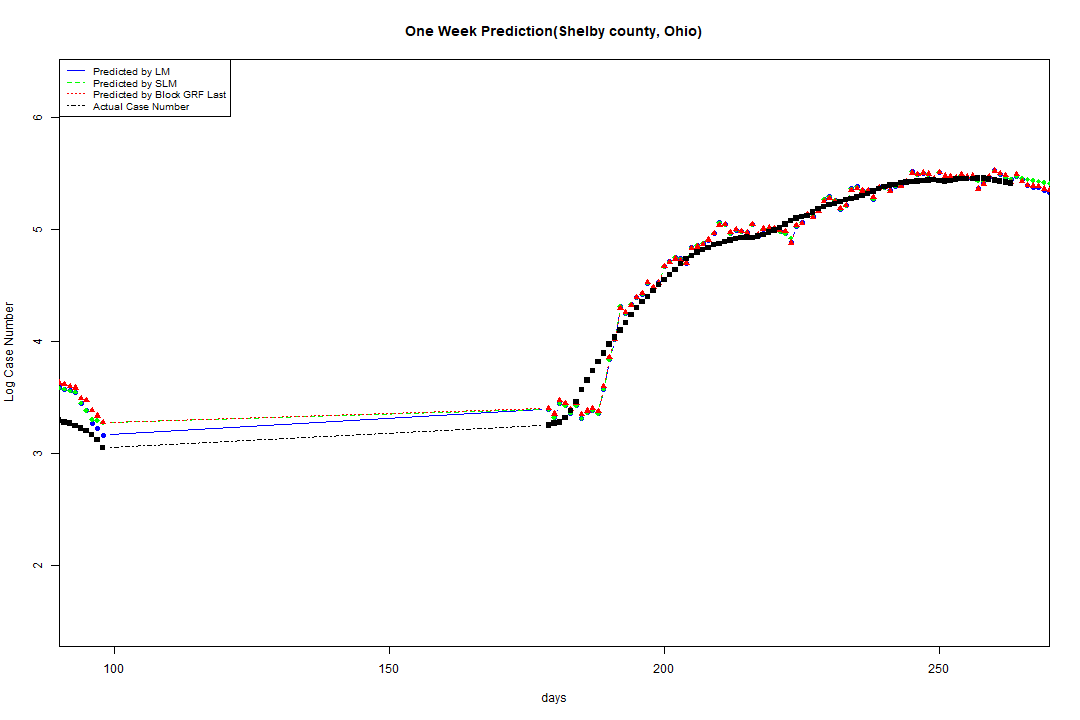 One Week Prediction(Shelby county, Ohio)
Predicted by LM
Predicted by SLM
Predicted by Block GRF Last
Actual Case Number
6
5
4
3
2
Log Case Number
100 150 200 250
days